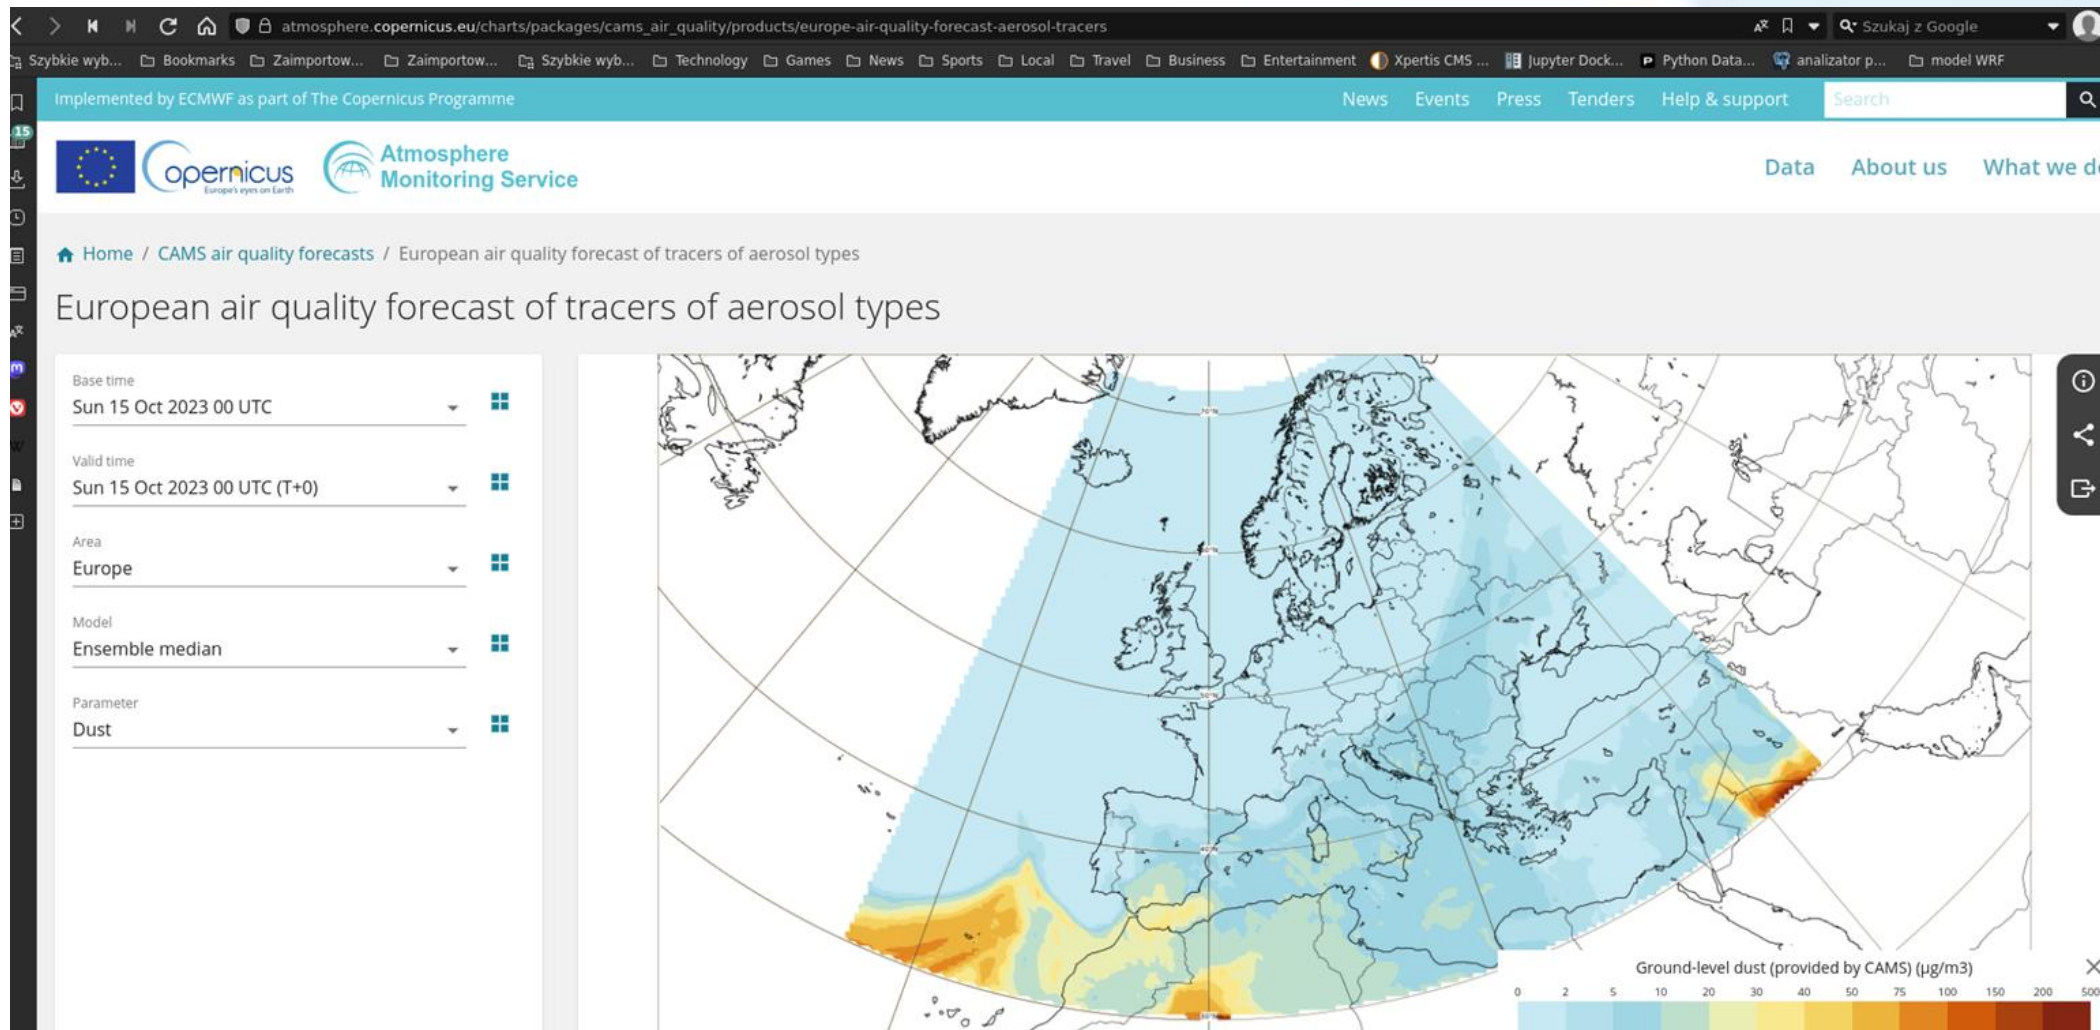 atmosphere.copernicus.eu/charts/packages/cams_air_quality/products/europe-air-quality-forecast-aerosol-tracers
Szukaj z Google
Szybkie wyb... Bookmarks Zaimportow... Zaimportow... Szybkie wyb... Technology Games News Sports Local Travel Business Entertainment Xpertis CMS ... Jupyter Dock... Python Data... analizator p... model WRF
Implemented by ECMWF as part of The Copernicus Programme
News Events Press Tenders Help & support Search
15
opernicus
Europe's eyes on Earth
Atmosphere
Monitoring Service
Data About us What we do
Home / CAMS air quality forecasts / European air quality forecast of tracers of aerosol types
European air quality forecast of tracers of aerosol types
Base time
Sun 15 Oct 2023 00 UTC
Valid time
Sun 15 Oct 2023 00 UTC (T+0)
Area
Europe
Model
Ensemble median
Parameter
Dust
70°N
60°N
50°N
40°N
30°N
Ground-level dust (provided by CAMS) (µg/m3)
0 2 5 10 20 30 40 50 75 100 150 200 500